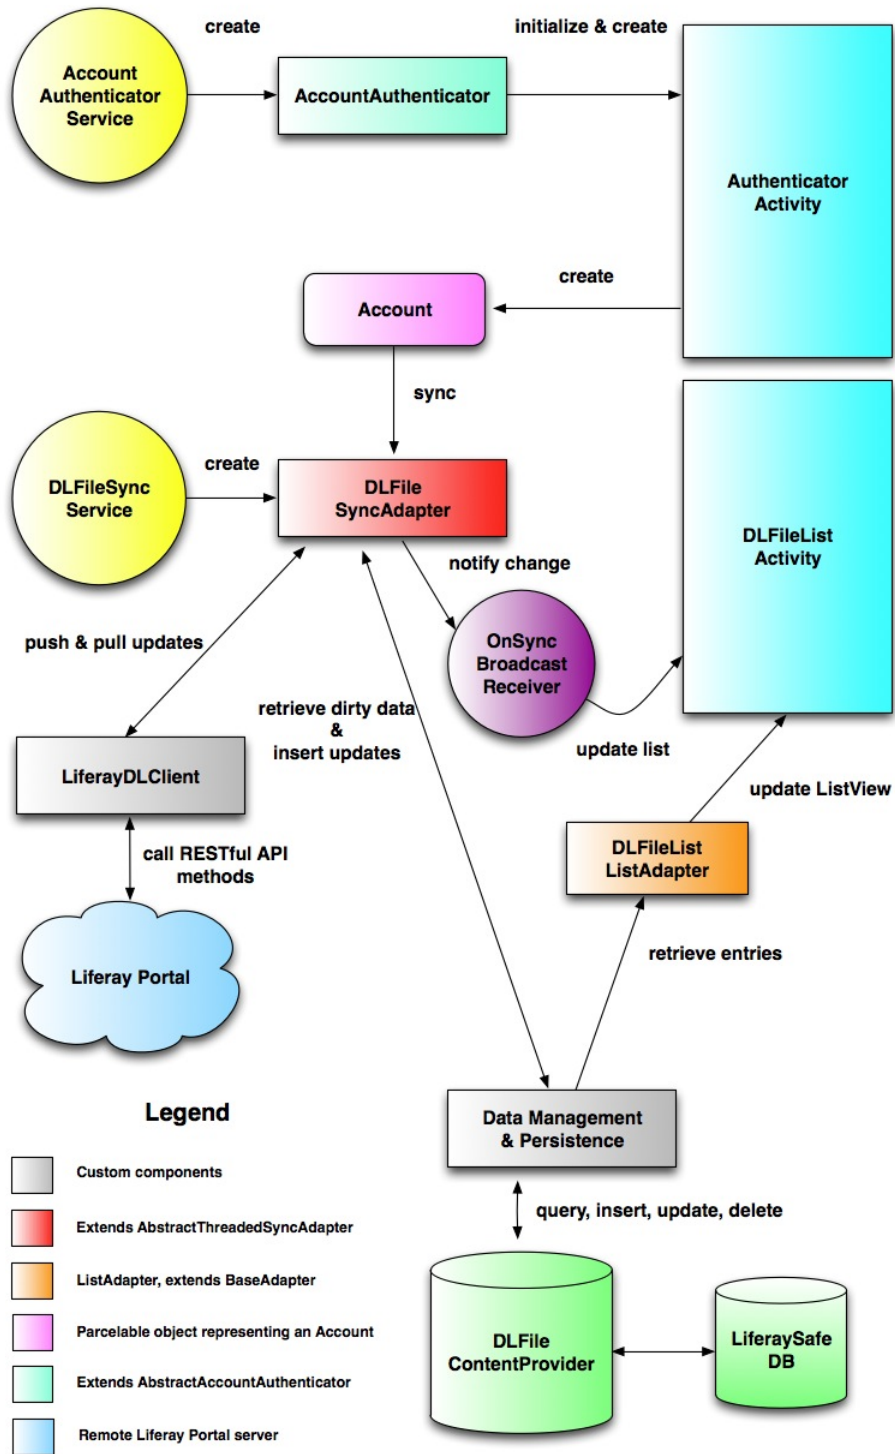 create
initialize & create
Account
Authenticator
Service
AccountAuthenticator
Authenticator
Activity
create
Account
sync
create
DLFileSync
Service
DLFile
SyncAdapter
DLFileList
Activity
notify change
OnSync
Broadcast
Receiver
push & pull updates
retrieve dirty data
&
insert updates
update list
LiferayDLClient
update ListView
DLFileList
ListAdapter
call RESTful API
methods
Liferay Portal
retrieve entries
Data Management
& Persistence
query, insert, update, delete
DLFile
ContentProvider
LiferaySafe
DB
Legend
Custom components
Extends AbstractThreadedSyncAdapter
ListAdapter, extends BaseAdapter
Parcelable object representing an Account
Extends AbstractAccountAuthenticator
Remote Liferay Portal server